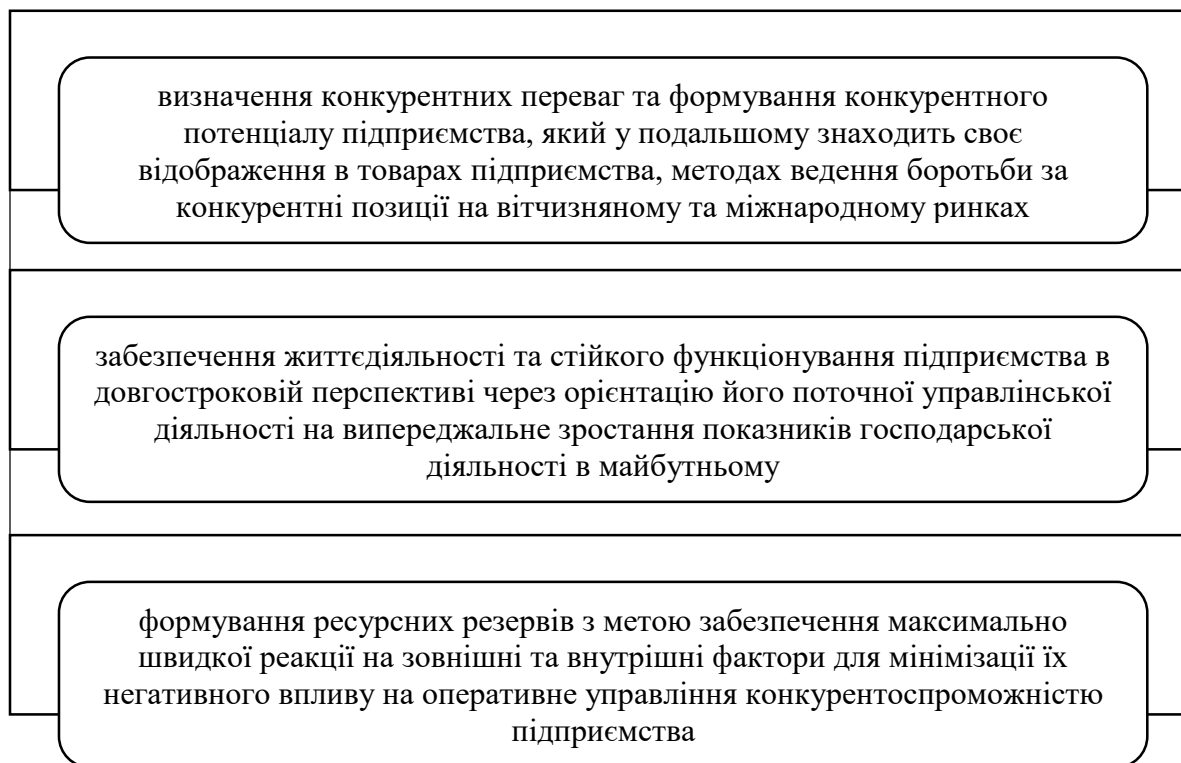 визначення конкурентних переваг та формування конкурентного
потенціалу підприємства, який у подальшому знаходить своє
відображення в товарах підприємства, методах ведення боротьби за
конкурентні позиції на вітчизняному та міжнародному ринках
забезпечення життєдіяльності та стійкого функціонування підприємства в
довгостроковій перспективі через орієнтацію його поточної управлінської
діяльності на випереджальне зростання показників господарської
діяльності в майбутньому
формування ресурсних резервів з метою забезпечення максимально
швидкої реакції на зовнішні та внутрішні фактори для мінімізації їх
негативного впливу на оперативне управління конкурентоспроможністю
підприємства